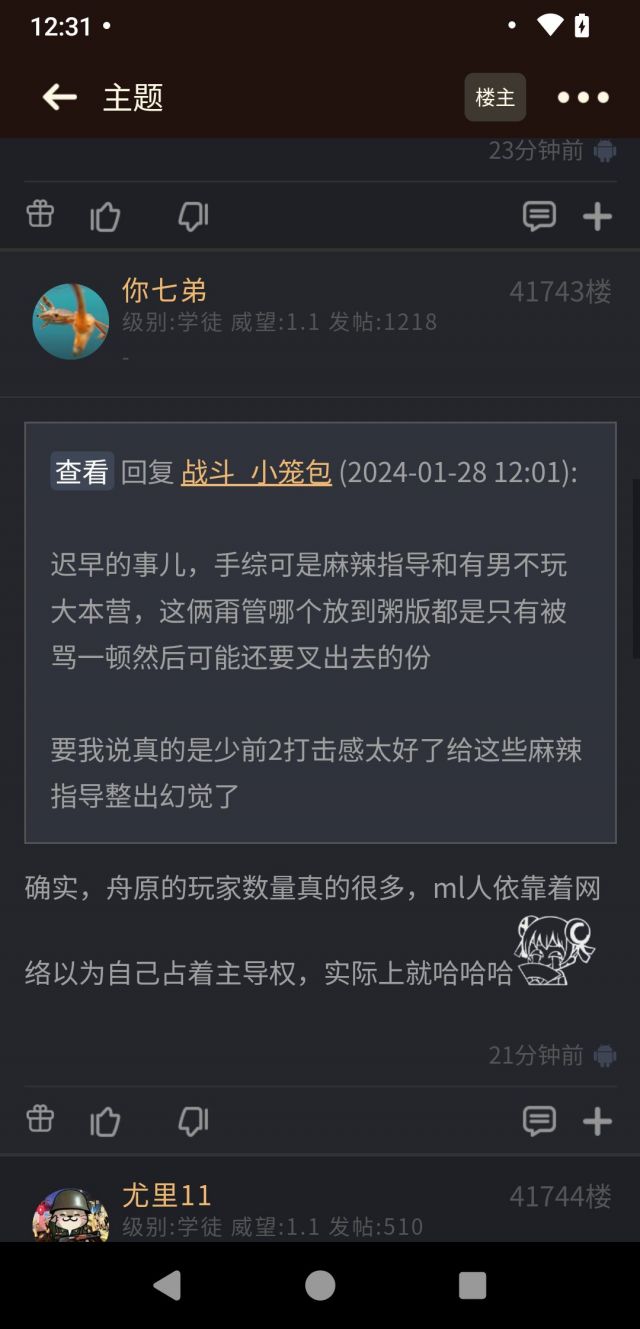 12:31
主题
楼主
23分钟前
你七弟
41743楼
级别:学徒 威望:1.1 发帖:1218
-
查看 回复 战斗_小笼包 (2024-01-28 12:01):
迟早的事儿，手综可是麻辣指导和有男不玩
大本营，这俩甭管哪个放到粥版都是只有被
骂一顿然后可能还要叉出去的份
要我说真的是少前2打击感太好了给这些麻辣
指导整出幻觉了
确实，舟原的玩家数量真的很多，ml人依靠着网
络以为自己占着主导权，实际上就哈哈哈
21分钟前
尤里11
41744楼
级别:学徒 威望:1.1 发帖:510